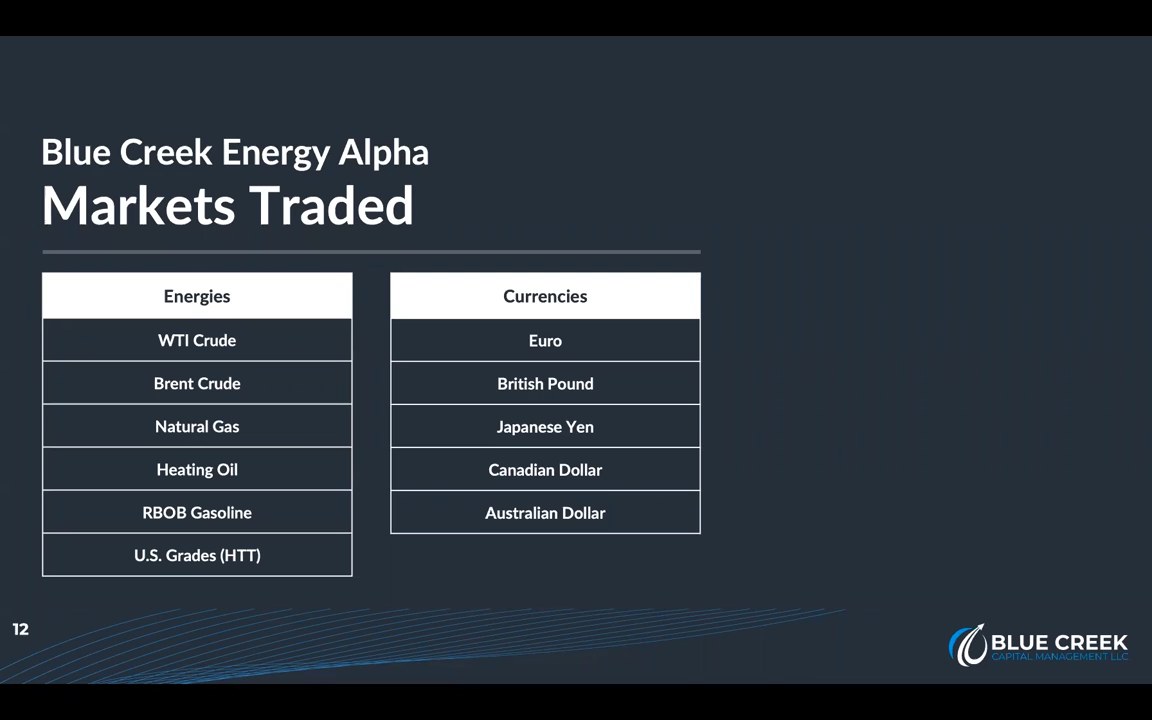 Blue Creek Energy Alpha
Markets Traded
Energies
WTI Crude
Brent Crude
Natural Gas
Heating Oil
RBOB Gasoline
U.S. Grades (HTT)
Currencies
Euro
British Pound
Japanese Yen
Canadian Dollar
Australian Dollar
12
BLUE CREEK
CAPITAL MANAGEMENT LLC